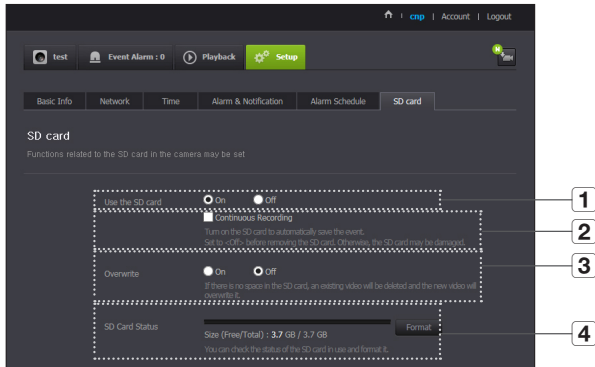 cnp | Account | Logout
test Event Alarm : 0 Playback Setup N
Basic Info Network Time Alarm & Notification Alarm Schedule SD card
SD card
Functions related to the SD card in the camera may be set
Use the SD card On Off
1
Continuous Recording
Turn on the SD card to automatically save the event.
Set to <Off> before removing the SD card. Otherwise, the SD card may be damaged.
2
Overwrite On Off
3
If there is no space in the SD card, an existing video will be deleted and the new video will
overwrite it.
SD Card Status Format
4
Size (Free/Total) : 3.7 GB / 3.7 GB
You can check the status of the SD card in use and format it.